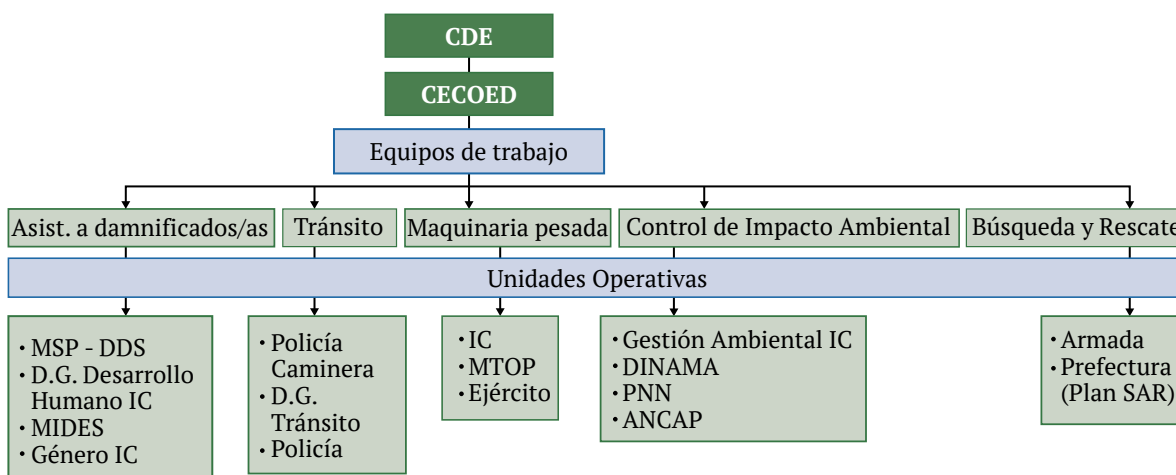 CDE
CECOED
Equipos de trabajo
Asist. a damnificados/as
Tránsito
Maquinaria pesada
Control de Impacto Ambiental
Búsqueda y Rescate
Unidades Operativas
· MSP - DDS
· D.G. Desarrollo
Humano IC
· MIDES
· Género IC
· Policía
Caminera
· D.G.
Tránsito
· Policía
· IC
· MTOP
· Ejército
· Gestión Ambiental IC
· DINAMA
· PNN
· ANCAP
· Armada
· Prefectura
(Plan SAR)